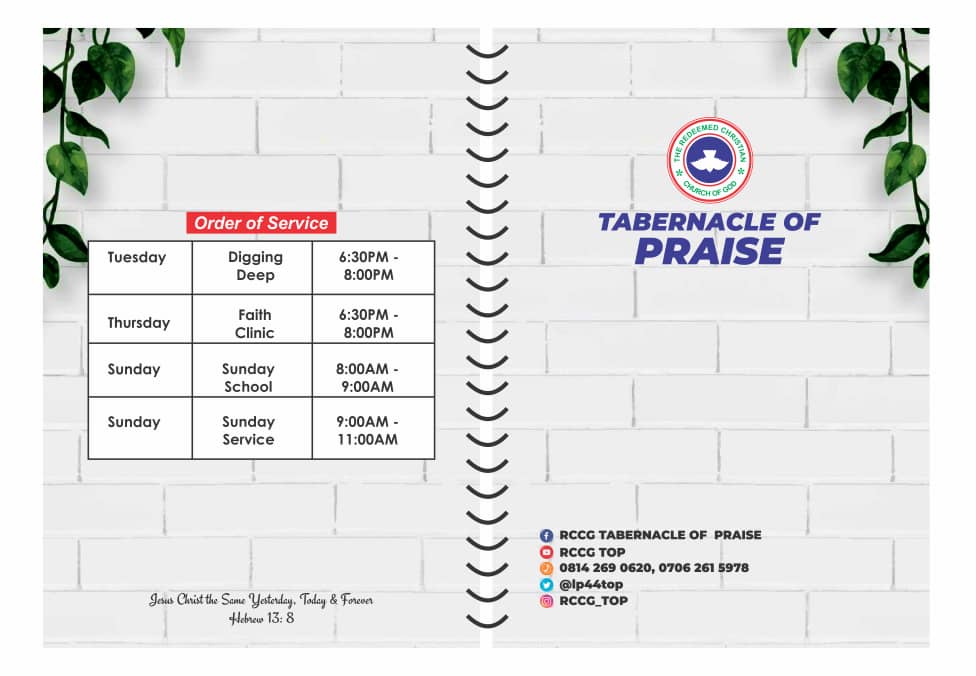 Order of Service
Tuesday
Digging
Deep
6:30PM -
8:00PM
Thursday
Faith
Clinic
6:30PM -
8:00PM
Sunday
Sunday
School
8:00AM -
9:00AM
Sunday
Sunday
Service
9:00AM -
11:00AM
Jesus Christ the Same Yesterday, Today & Forever
Hebrew 13: 8
THE REDEEMED CHRISTIAN
CHURCH OF GOD
TABERNACLE OF
PRAISE
RCCG TABERNACLE OF PRAISE
RCCG TOP
0814 269 0620, 0706 261 5978
@lp44top
RCCG_TOP